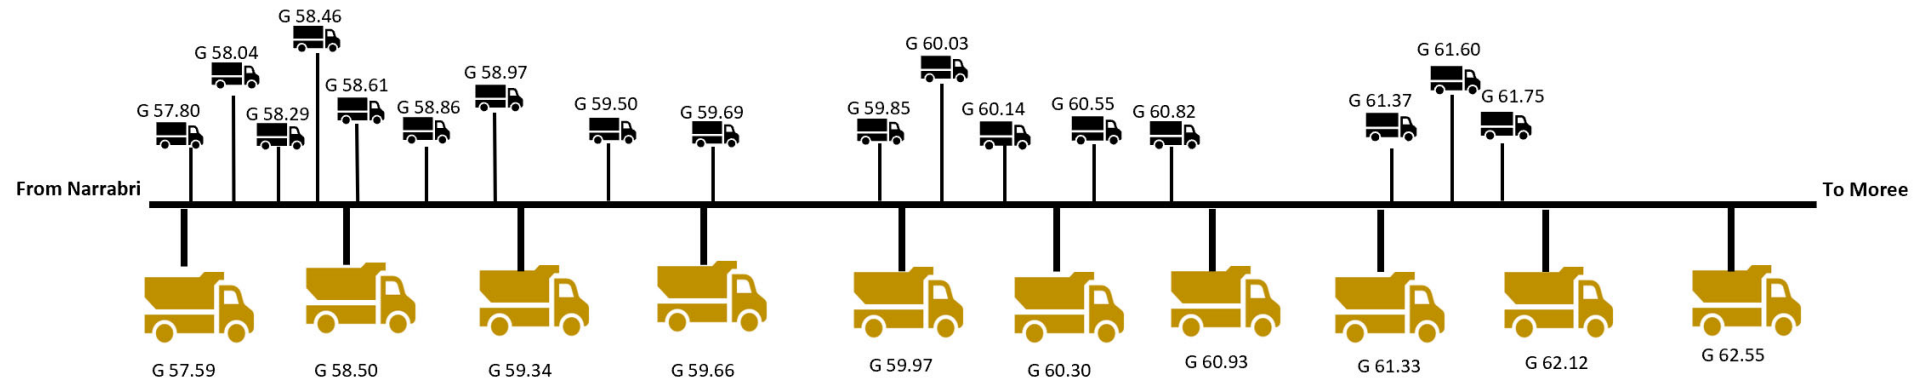 G 58.46
G 58.04
G 60.03
G 61.60
G 58.97
G 58.61
G 57.80
G 58.29
G 58.86
G 59.50
G 59.69
G 59.85
G 60.14
G 60.55
G 60.82
G 61.37
G 61.75
From Narrabri
To Moree
G 57.59
G 58.50
G 59.34
G 59.66
G 59.97
G 60.30
G 60.93
G 61.33
G 62.12
G 62.55